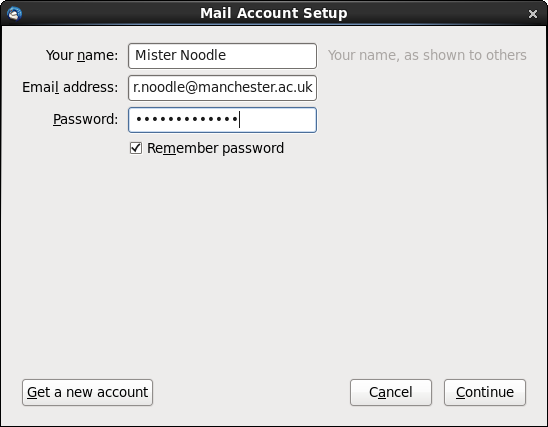 Mail Account Setup
Your name: Mister Noodle Your name, as shown to others
Email address: r.noodle@manchester.ac.uk
Password: •••••••••••••
Remember password
Get a new account Cancel Continue